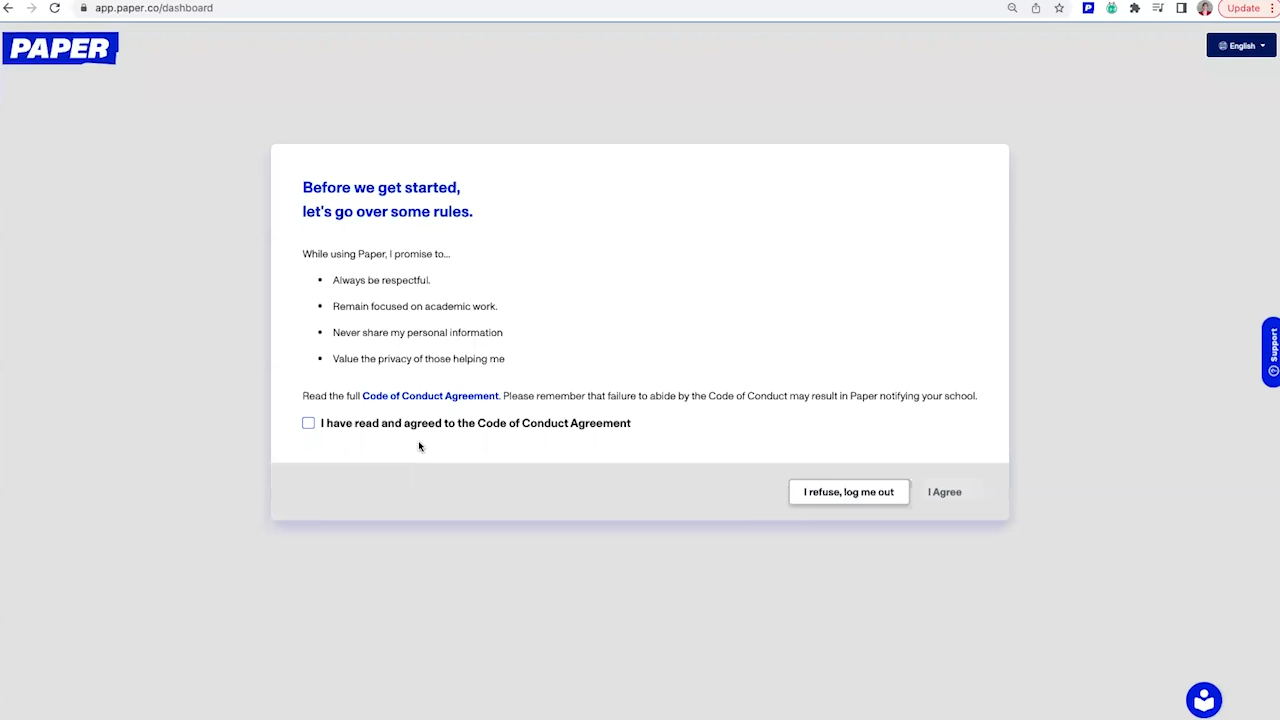 app.paper.co/dashboard
Update
PAPER
English
Before we get started,
let's go over some rules.
While using Paper, I promise to...
• Always be respectful.
• Remain focused on academic work.
• Never share my personal information
• Value the privacy of those helping me
Read the full Code of Conduct Agreement. Please remember that failure to abide by the Code of Conduct may result in Paper notifying your school.
I have read and agreed to the Code of Conduct Agreement
I refuse, log me out
I Agree
Support